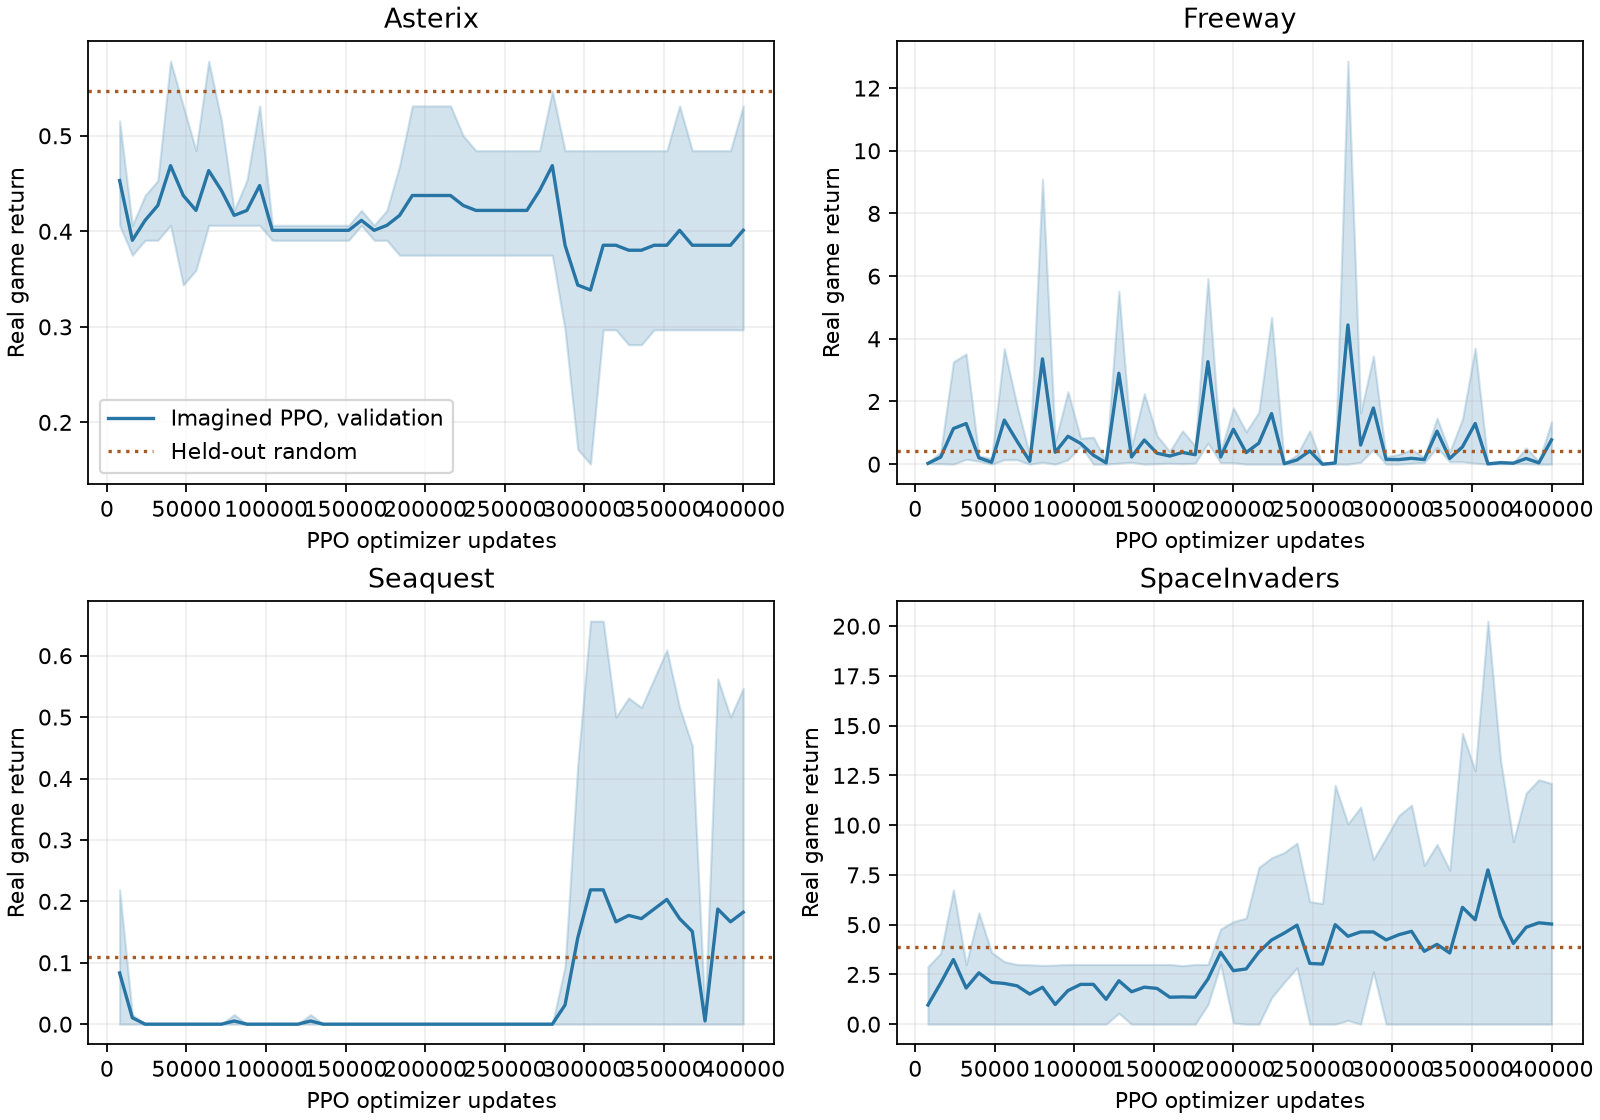 Asterix
Real game return
0.5
0.4
0.3
0.2
Imagined PPO, validation
Held-out random
0 50000 100000 150000 200000 250000 300000 350000 400000
PPO optimizer updates
Freeway
Real game return
12
10
8
6
4
2
0
0 50000 100000 150000 200000 250000 300000 350000 400000
PPO optimizer updates
Seaquest
Real game return
0.6
0.5
0.4
0.3
0.2
0.1
0.0
0 50000 100000 150000 200000 250000 300000 350000 400000
PPO optimizer updates
SpaceInvaders
Real game return
20.0
17.5
15.0
12.5
10.0
7.5
5.0
2.5
0.0
0 50000 100000 150000 200000 250000 300000 350000 400000
PPO optimizer updates